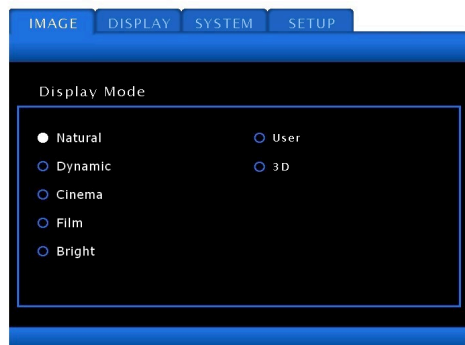 IMAGE DISPLAY SYSTEM SETUP
Display Mode
Natural
Dynamic
Cinema
Film
Bright
User
3D